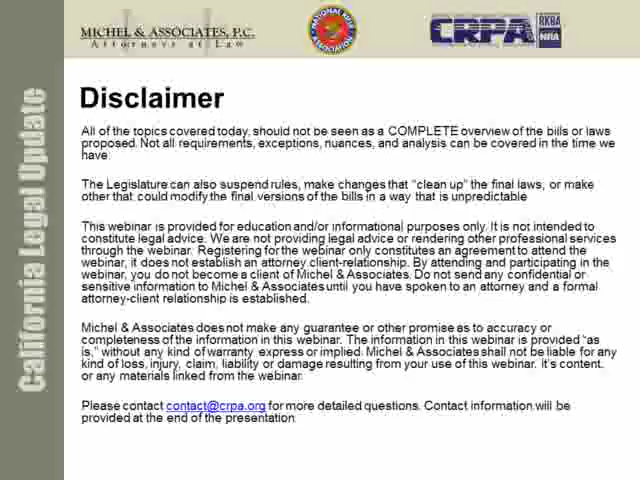 MICHEL & ASSOCIATES, P.C.
Attorneys at Law
NATIONAL RIFLE
ASSOCIATION
CRPA
RKBA
NRA
California Legal Update
Disclaimer
All of the topics covered today, should not be seen as a COMPLETE overview of the bills or laws
proposed. Not all requirements, exceptions, nuances, and analysis can be covered in the time we
have.
The Legislature can also suspend rules, make changes that "clean up" the final laws, or make
other that could modify the final versions of the bills in a way that is unpredictable
This webinar is provided for education and/or informational purposes only. It is not intended to
constitute legal advice. We are not providing legal advice or rendering other professional services
through the webinar. Registering for the webinar only constitutes an agreement to attend the
webinar, it does not establish an attorney client-relationship. By attending and participating in the
webinar, you do not become a client of Michel & Associates. Do not send any confidential or
sensitive information to Michel & Associates until you have spoken to an attorney and a formal
attorney-client relationship is established.
Michel & Associates does not make any guarantee or other promise as to accuracy or
completeness of the information in this webinar. The information in this webinar is provided "as
is," without any kind of warranty express or implied. Michel & Associates shall not be liable for any
kind of loss, injury, claim, liability or damage resulting from your use of this webinar, it's content,
or any materials linked from the webinar.
Please contact contact@crpa.org for more detailed questions. Contact information will be
provided at the end of the presentation